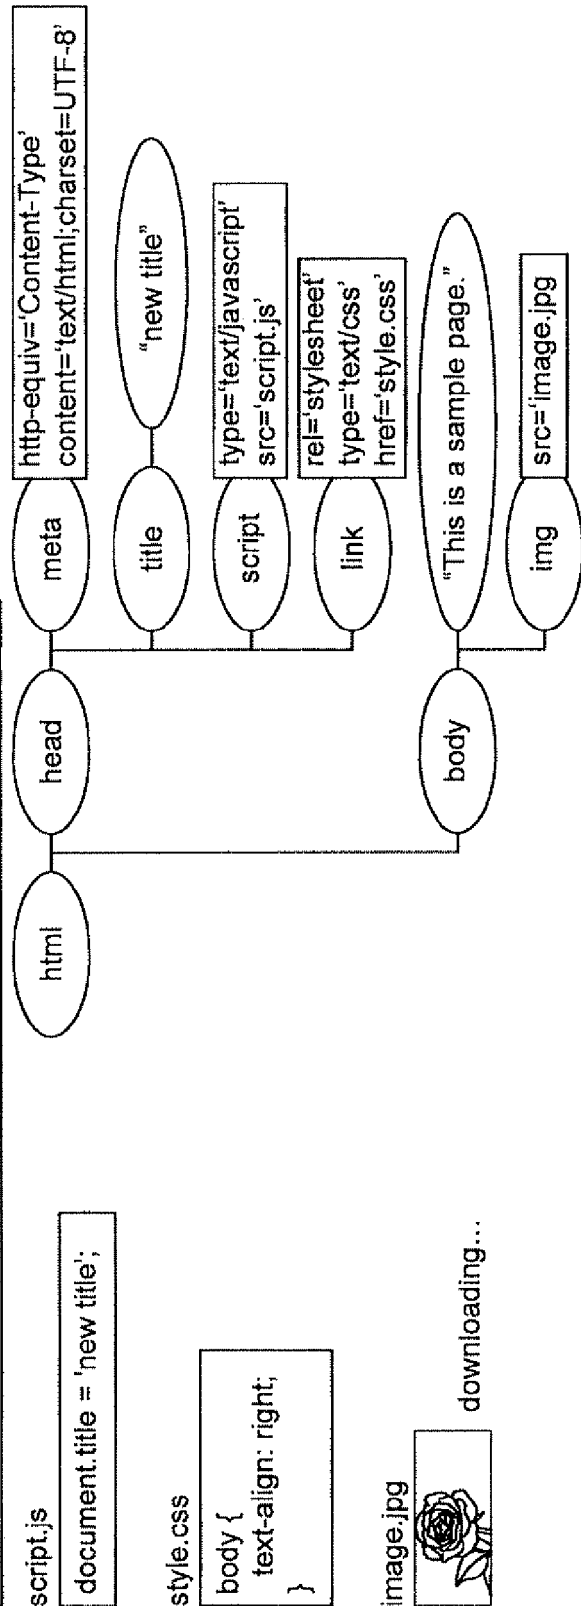 script.js
document.title = 'new title';
style.css
body {
text-align: right;
}
image.jpg
downloading...
html
head
meta
http-equiv='Content-Type'
content='text/html;charset=UTF-8'
title
"new title"
script
type='text/javascript'
src='script.js'
link
rel='stylesheet'
type='text/css'
href='style.css'
body
"This is a sample page."
img
src='image.jpg